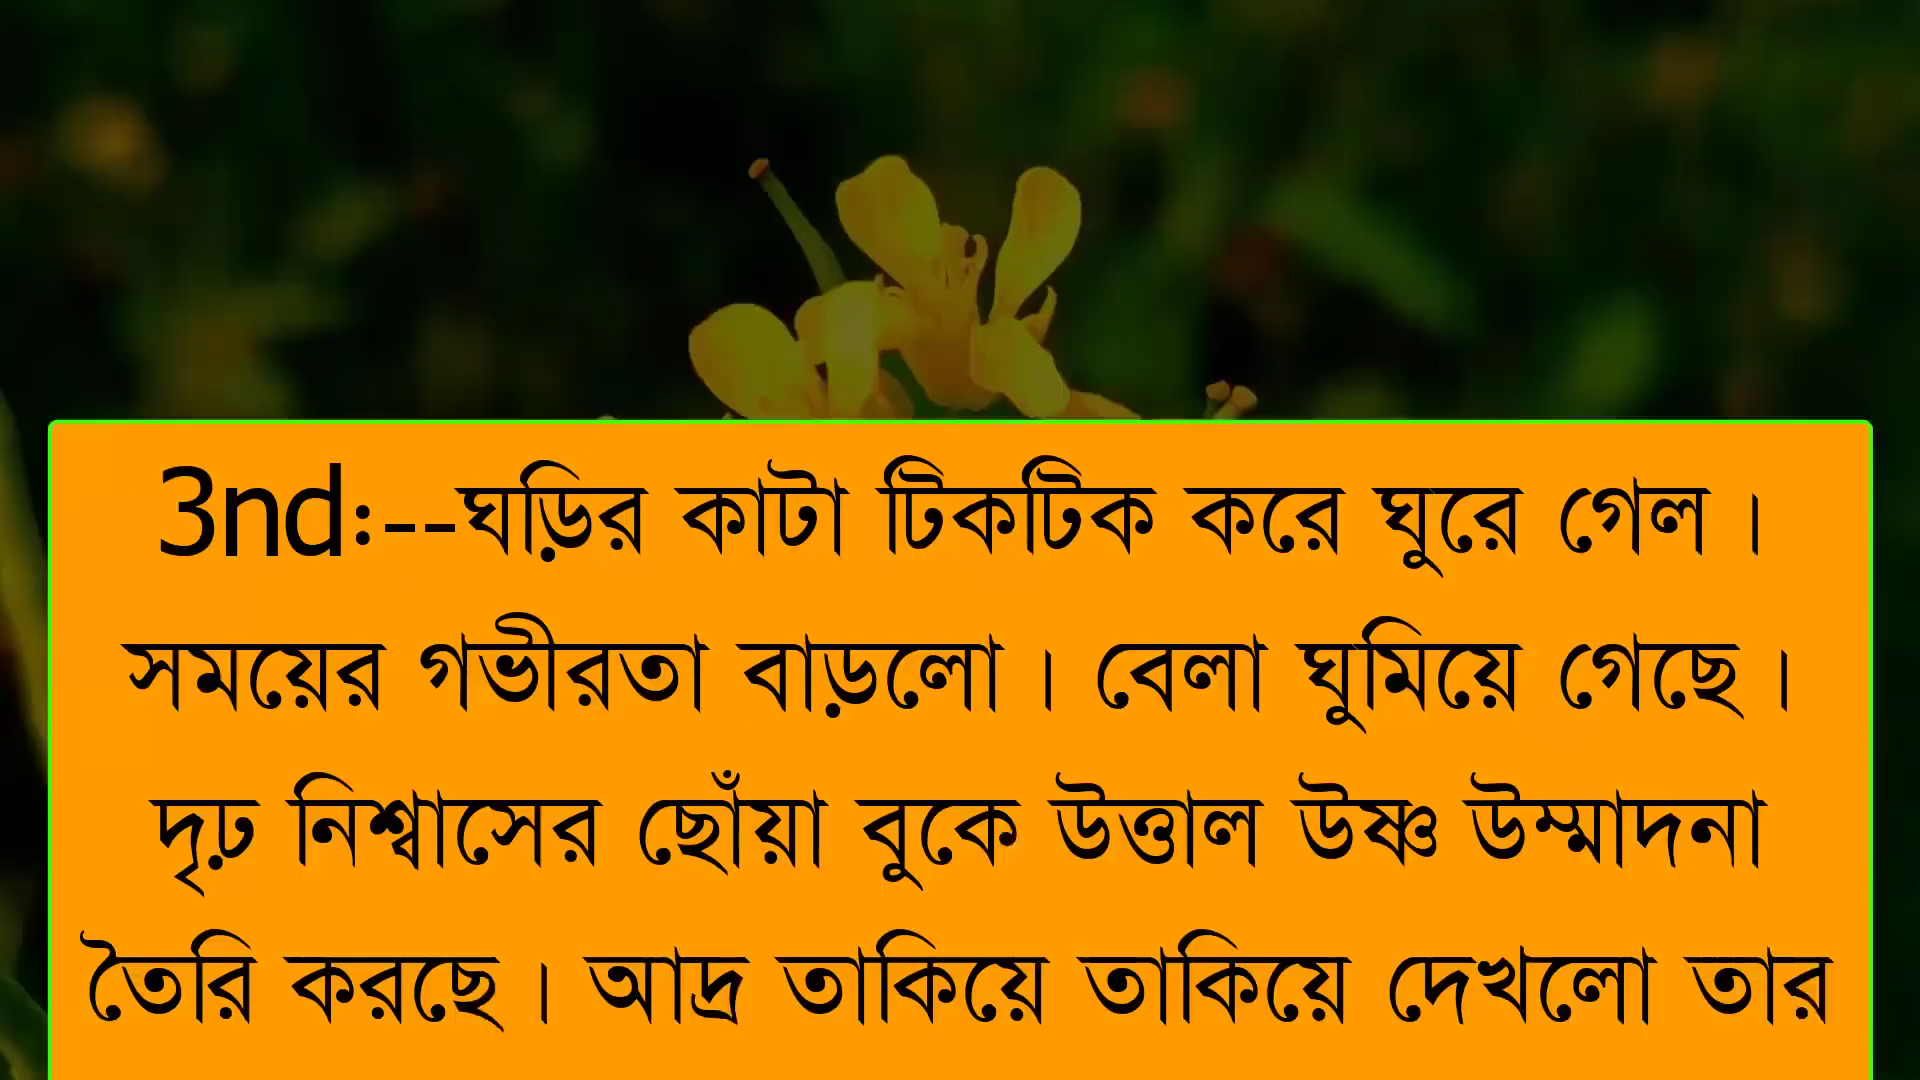 3ndঃ--ঘড়ির কাটা টিকটিক করে ঘুরে গেল।
সময়ের গভীরতা বাড়লো। বেলা ঘুমিয়ে গেছে।
দৃঢ় নিশ্বাসের ছোঁয়া বুকে উত্তাল উষ্ণ উম্মাদনা
তৈরি করছে। আদ্র তাকিয়ে তাকিয়ে দেখলো তার